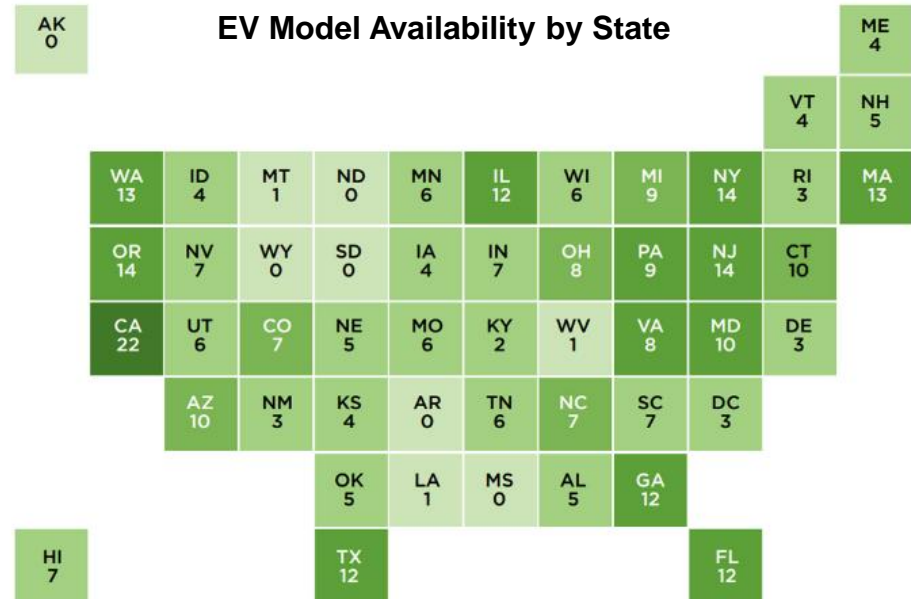 EV Model Availability by State
AK
0
ME
4
VT
4
NH
5
WA
13
ID
4
MT
1
ND
0
MN
6
IL
12
WI
6
MI
9
NY
14
RI
3
MA
13
OR
14
NV
7
WY
0
SD
0
IA
4
IN
7
OH
8
PA
9
NJ
14
CT
10
CA
22
UT
6
CO
7
NE
5
MO
6
KY
2
WV
1
VA
8
MD
10
DE
3
AZ
10
NM
3
KS
4
AR
0
TN
6
NC
7
SC
7
DC
3
OK
5
LA
1
MS
0
AL
5
GA
12
HI
7
TX
12
FL
12